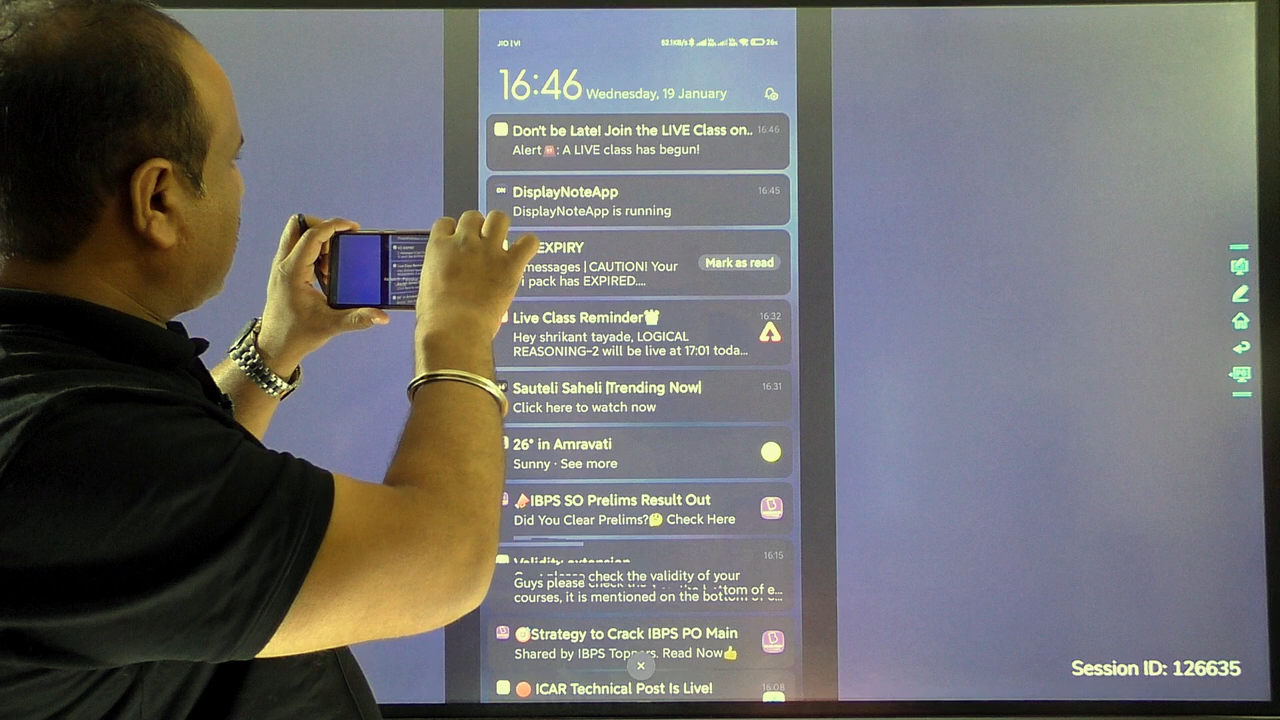 JIO | VI
16:46 Wednesday, 19 January
Don't be Late! Join the LIVE Class on.. 16:46
Alert : A LIVE class has begun!
DisplayNoteApp 16:45
DisplayNoteApp is running
EXPIRY
messages | CAUTION! Your
pack has EXPIRED....
Mark as read
Live Class Reminder 16:32
Hey shrikant tayade, LOGICAL
REASONING-2 will be live at 17:01 toda...
Sauteli Saheli |Trending Now| 16:31
Click here to watch now
26° in Amravati
Sunny · See more
IBPS SO Prelims Result Out
Did You Clear Prelims? Check Here
Validity extension 16:15
Guys please check the validity of your
courses, it is mentioned on the bottom of e...
Strategy to Crack IBPS PO Main
Shared by IBPS Toppers. Read Now
ICAR Technical Post Is Live! 16:08
Session ID: 126635